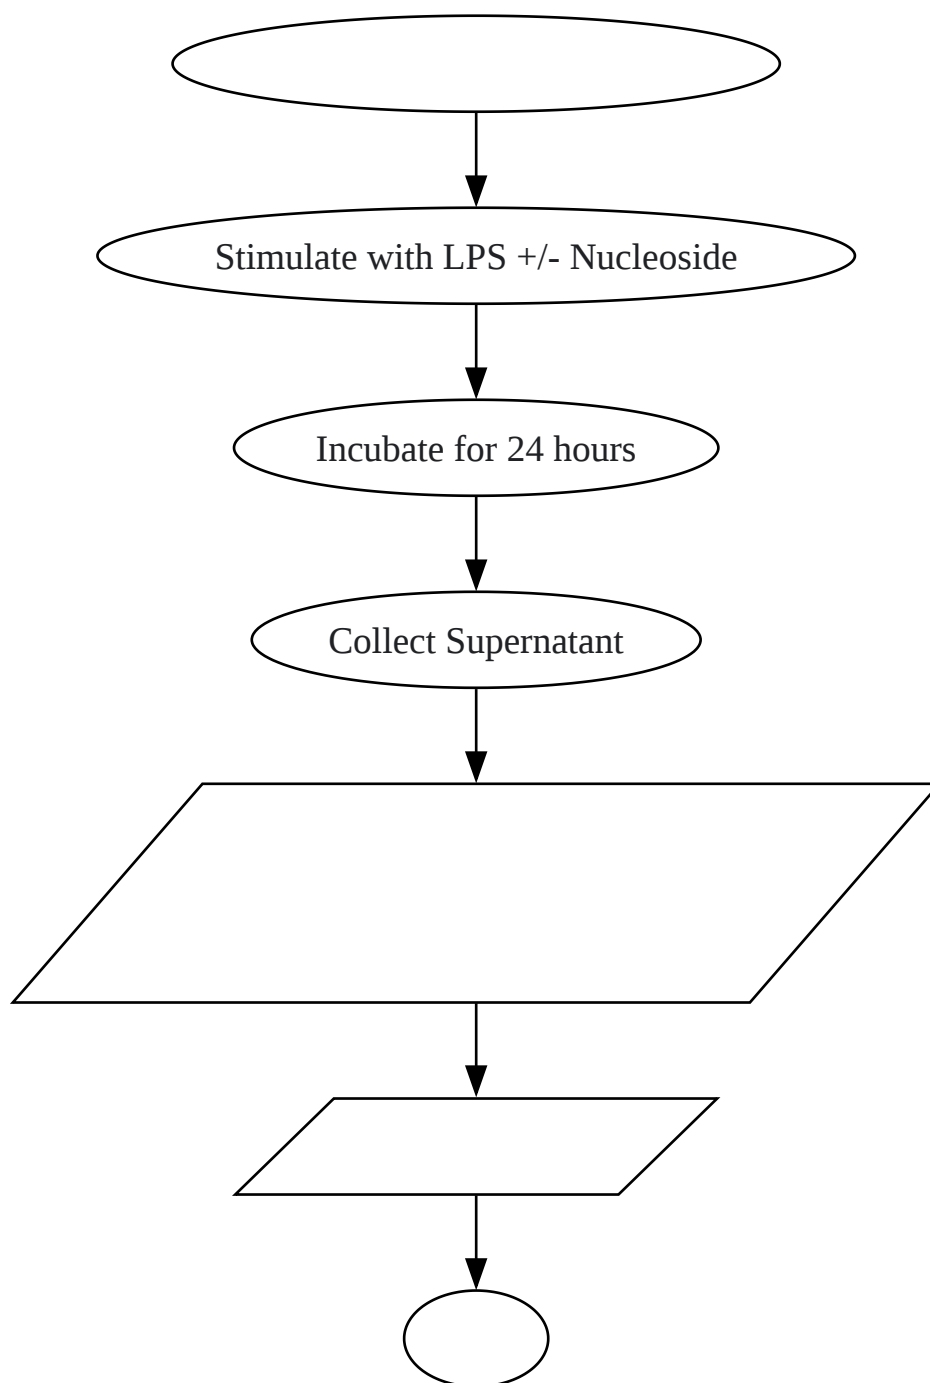 Stimulate with LPS +/- Nucleoside
Incubate for 24 hours
Collect Supernatant